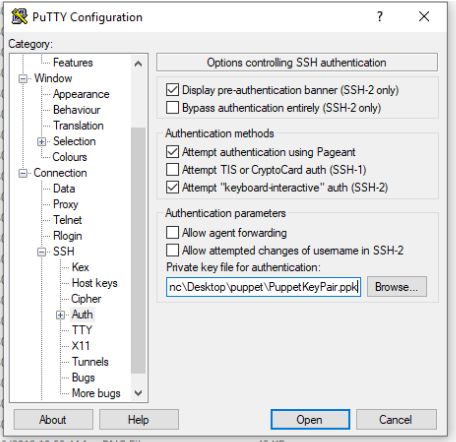 PuTTY Configuration
? ×
Category:
Features
Window
Appearance
Behaviour
Translation
Selection
Colours
Connection
Data
Proxy
Telnet
Rlogin
SSH
Kex
Host keys
Cipher
Auth
TTY
X11
Tunnels
Bugs
More bugs
Options controlling SSH authentication
Display pre-authentication banner (SSH-2 only)
Bypass authentication entirely (SSH-2 only)
Authentication methods
Attempt authentication using Pageant
Attempt TIS or CryptoCard auth (SSH-1)
Attempt "keyboard-interactive" auth (SSH-2)
Authentication parameters
Allow agent forwarding
Allow attempted changes of username in SSH-2
Private key file for authentication:
nc\Desktop\puppet\PuppetKeyPair.ppk
Browse...
About
Help
Open
Cancel